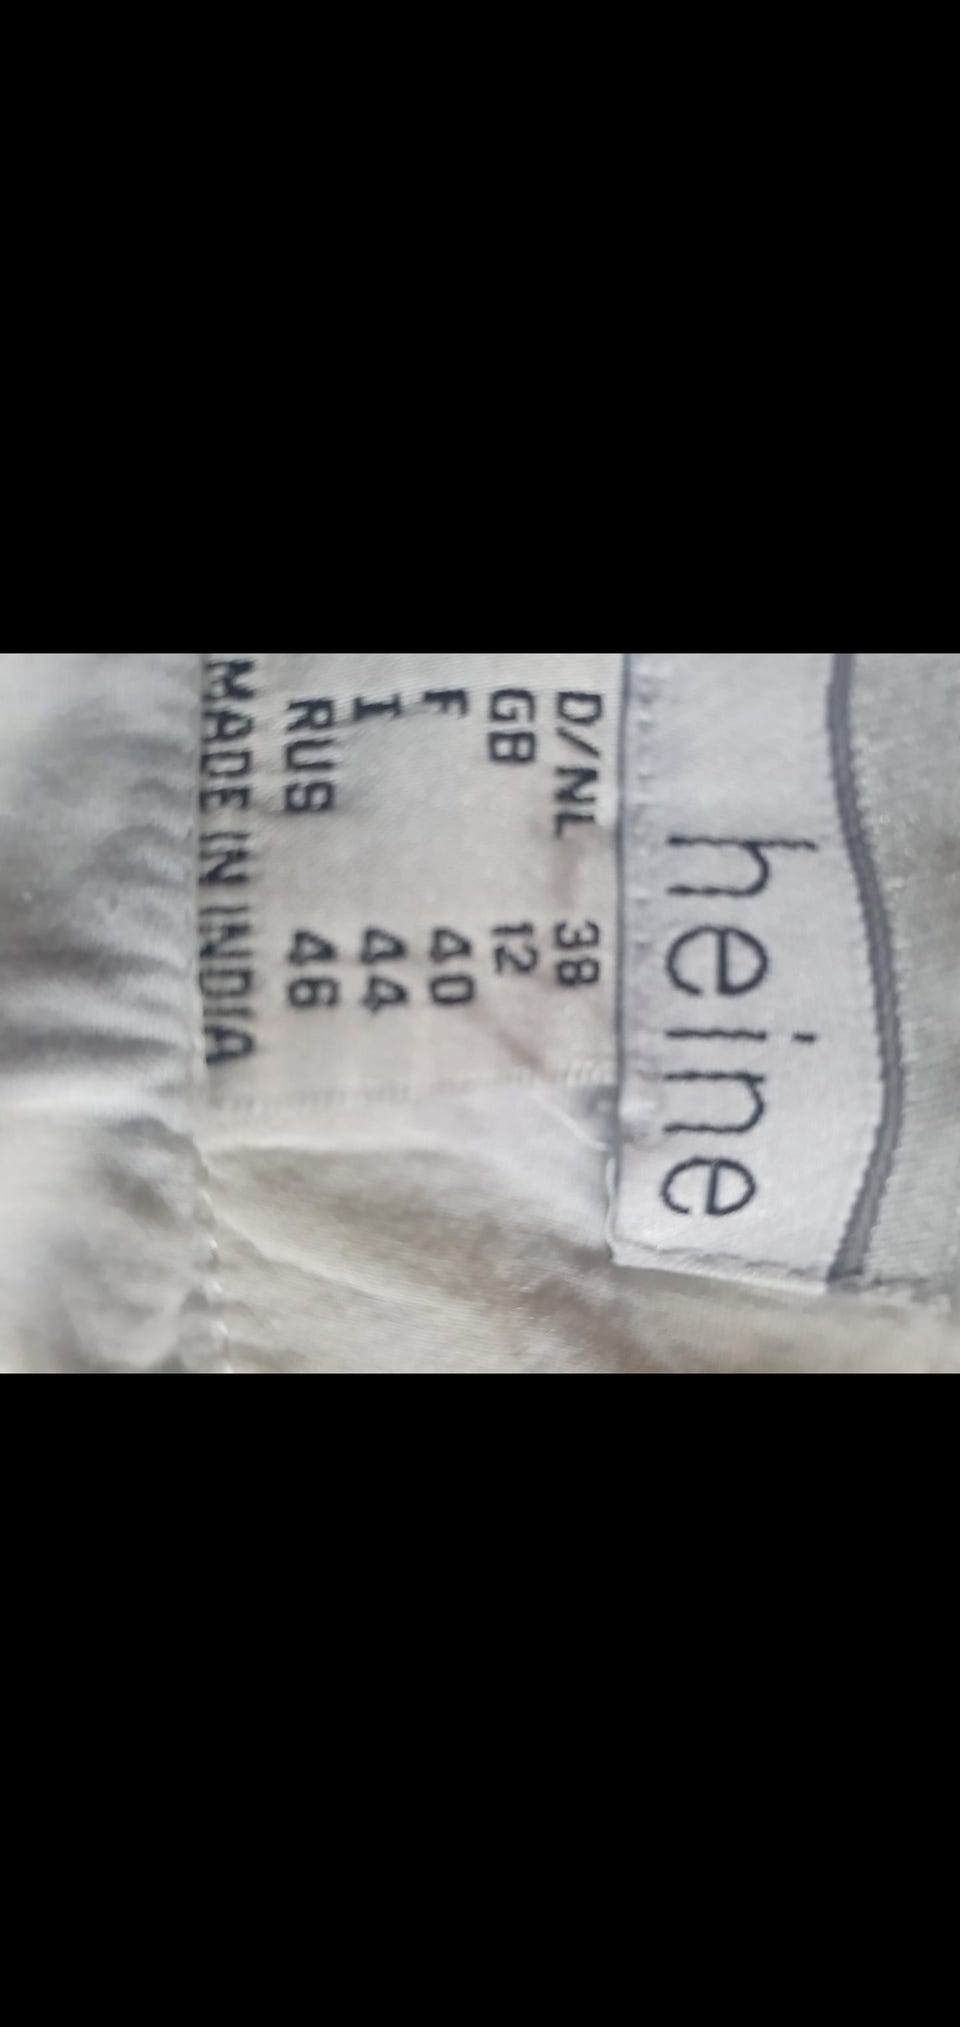 heine
D/NL 38
GB 12
F 40
I 44
RUS 46
MADE IN INDIA